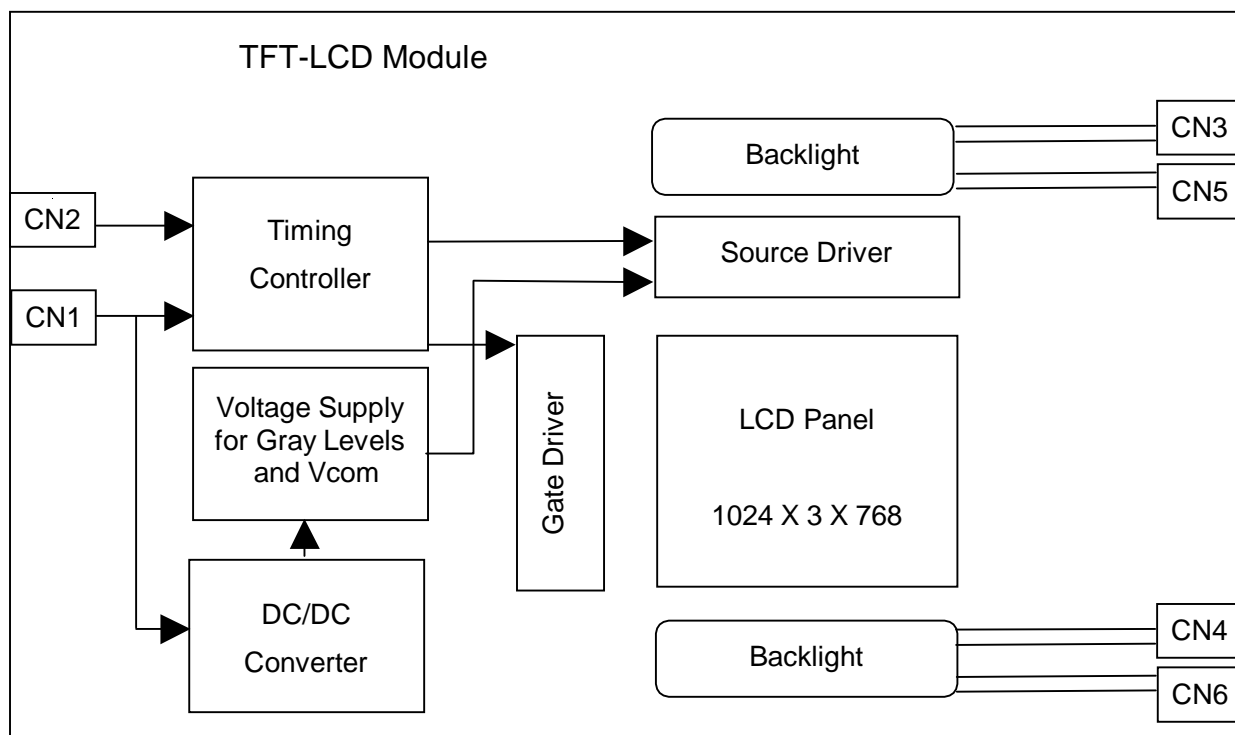 TFT-LCD Module
CN3
Backlight
CN5
CN2
Timing
Controller
Source Driver
CN1
Voltage Supply
for Gray Levels
and Vcom
Gate Driver
LCD Panel
1024 X 3 X 768
DC/DC
Converter
CN4
Backlight
CN6